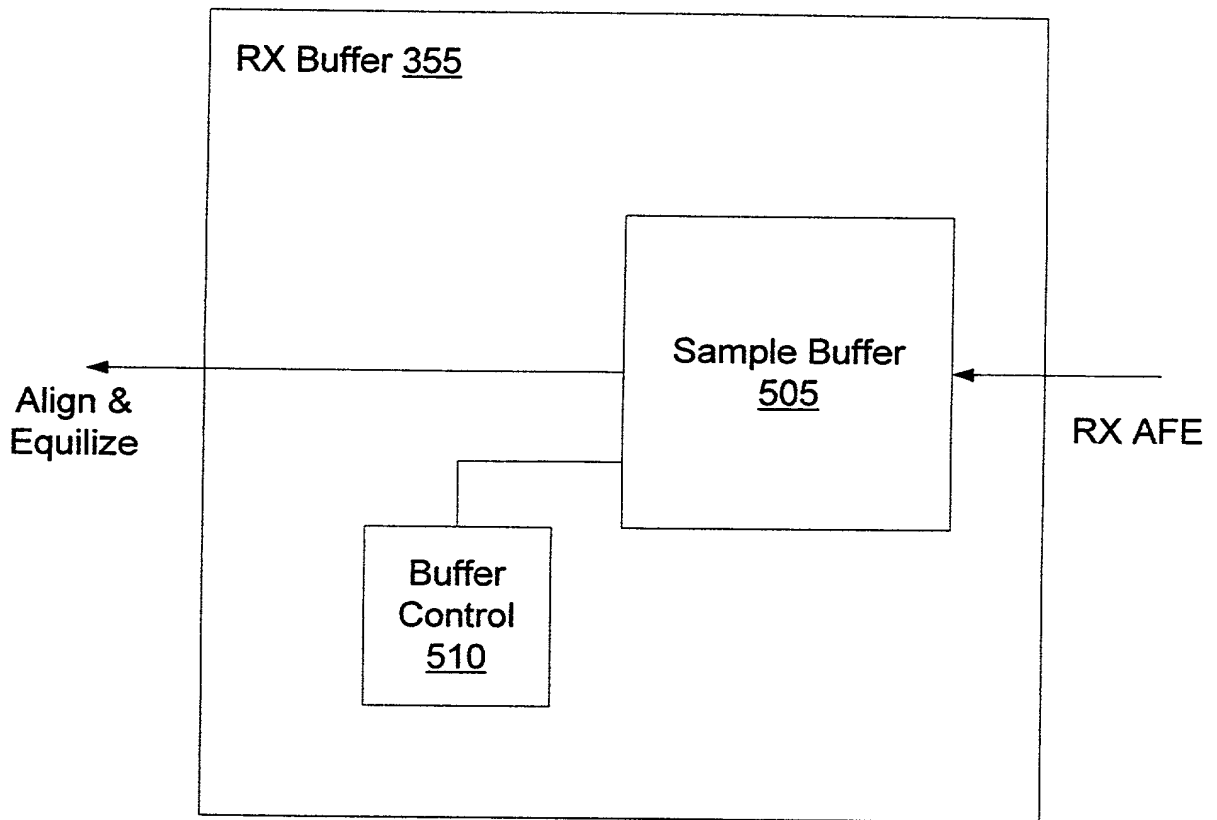 RX Buffer 355
Sample Buffer
505
Align &
Equilize
RX AFE
Buffer
Control
510